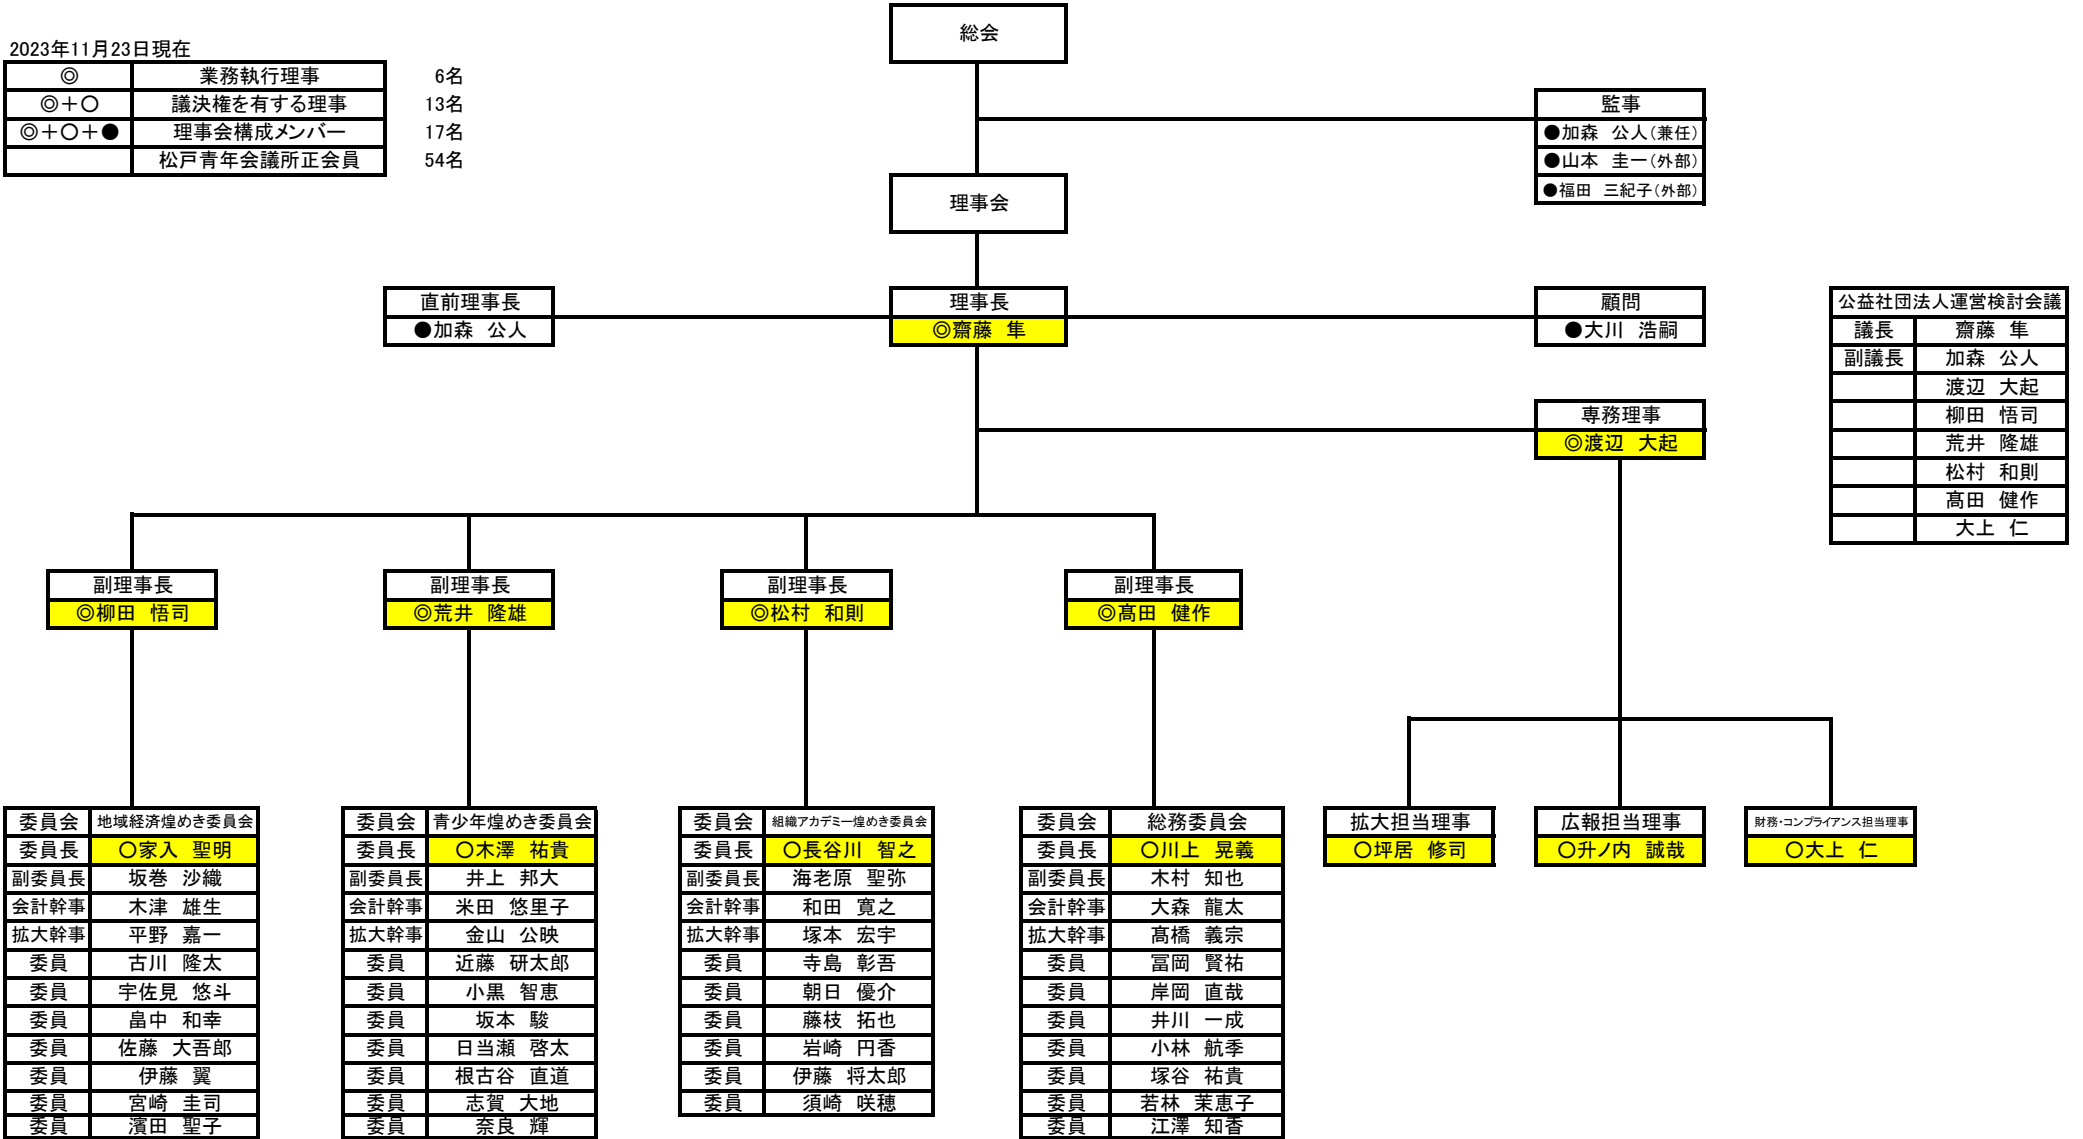 総会
2023年11月23日現在
◎ 業務執行理事 6名
◎＋〇 議決権を有する理事 13名
◎＋〇＋● 理事会構成メンバー 17名
松戸青年会議所正会員 54名
監事
●加森 公人（兼任）
●山本 圭一（外部）
●福田 三紀子（外部）
理事会
直前理事長
●加森 公人
理事長
◎齋藤 隼
顧問
●大川 浩嗣
公益社団法人運営検討会議
議長 齋藤 隼
副議長 加森 公人
渡辺 大起
柳田 悟司
荒井 隆雄
松村 和則
髙田 健作
大上 仁
専務理事
◎渡辺 大起
副理事長
◎柳田 悟司
副理事長
◎荒井 隆雄
副理事長
◎松村 和則
副理事長
◎髙田 健作
委員会 地域経済煌めき委員会
委員長 〇家入 聖明
副委員長 坂巻 沙織
会計幹事 木津 雄生
拡大幹事 平野 嘉一
委員 古川 隆太
委員 宇佐見 悠斗
委員 畠中 和幸
委員 佐藤 大吾郎
委員 伊藤 翼
委員 宮崎 圭司
委員 濱田 聖子
委員会 青少年煌めき委員会
委員長 〇木澤 祐貴
副委員長 井上 邦大
会計幹事 米田 悠里子
拡大幹事 金山 公映
委員 近藤 研太郎
委員 小黒 智恵
委員 坂本 駿
委員 日当瀬 啓太
委員 根古谷 直道
委員 志賀 大地
委員 奈良 輝
委員会 組織アカデミー煌めき委員会
委員長 〇長谷川 智之
副委員長 海老原 聖弥
会計幹事 和田 寛之
拡大幹事 塚本 宏宇
委員 寺島 彰吾
委員 朝日 優介
委員 藤枝 拓也
委員 岩崎 円香
委員 伊藤 将太郎
委員 須崎 咲穂
委員会 総務委員会
委員長 〇川上 晃義
副委員長 木村 知也
会計幹事 大森 龍太
拡大幹事 髙橋 義宗
委員 冨岡 賢祐
委員 岸岡 直哉
委員 井川 一成
委員 小林 航季
委員 塚谷 祐貴
委員 若林 茉恵子
委員 江澤 知香
拡大担当理事
〇坪居 修司
広報担当理事
〇升ノ内 誠哉
財務・コンプライアンス担当理事
〇大上 仁